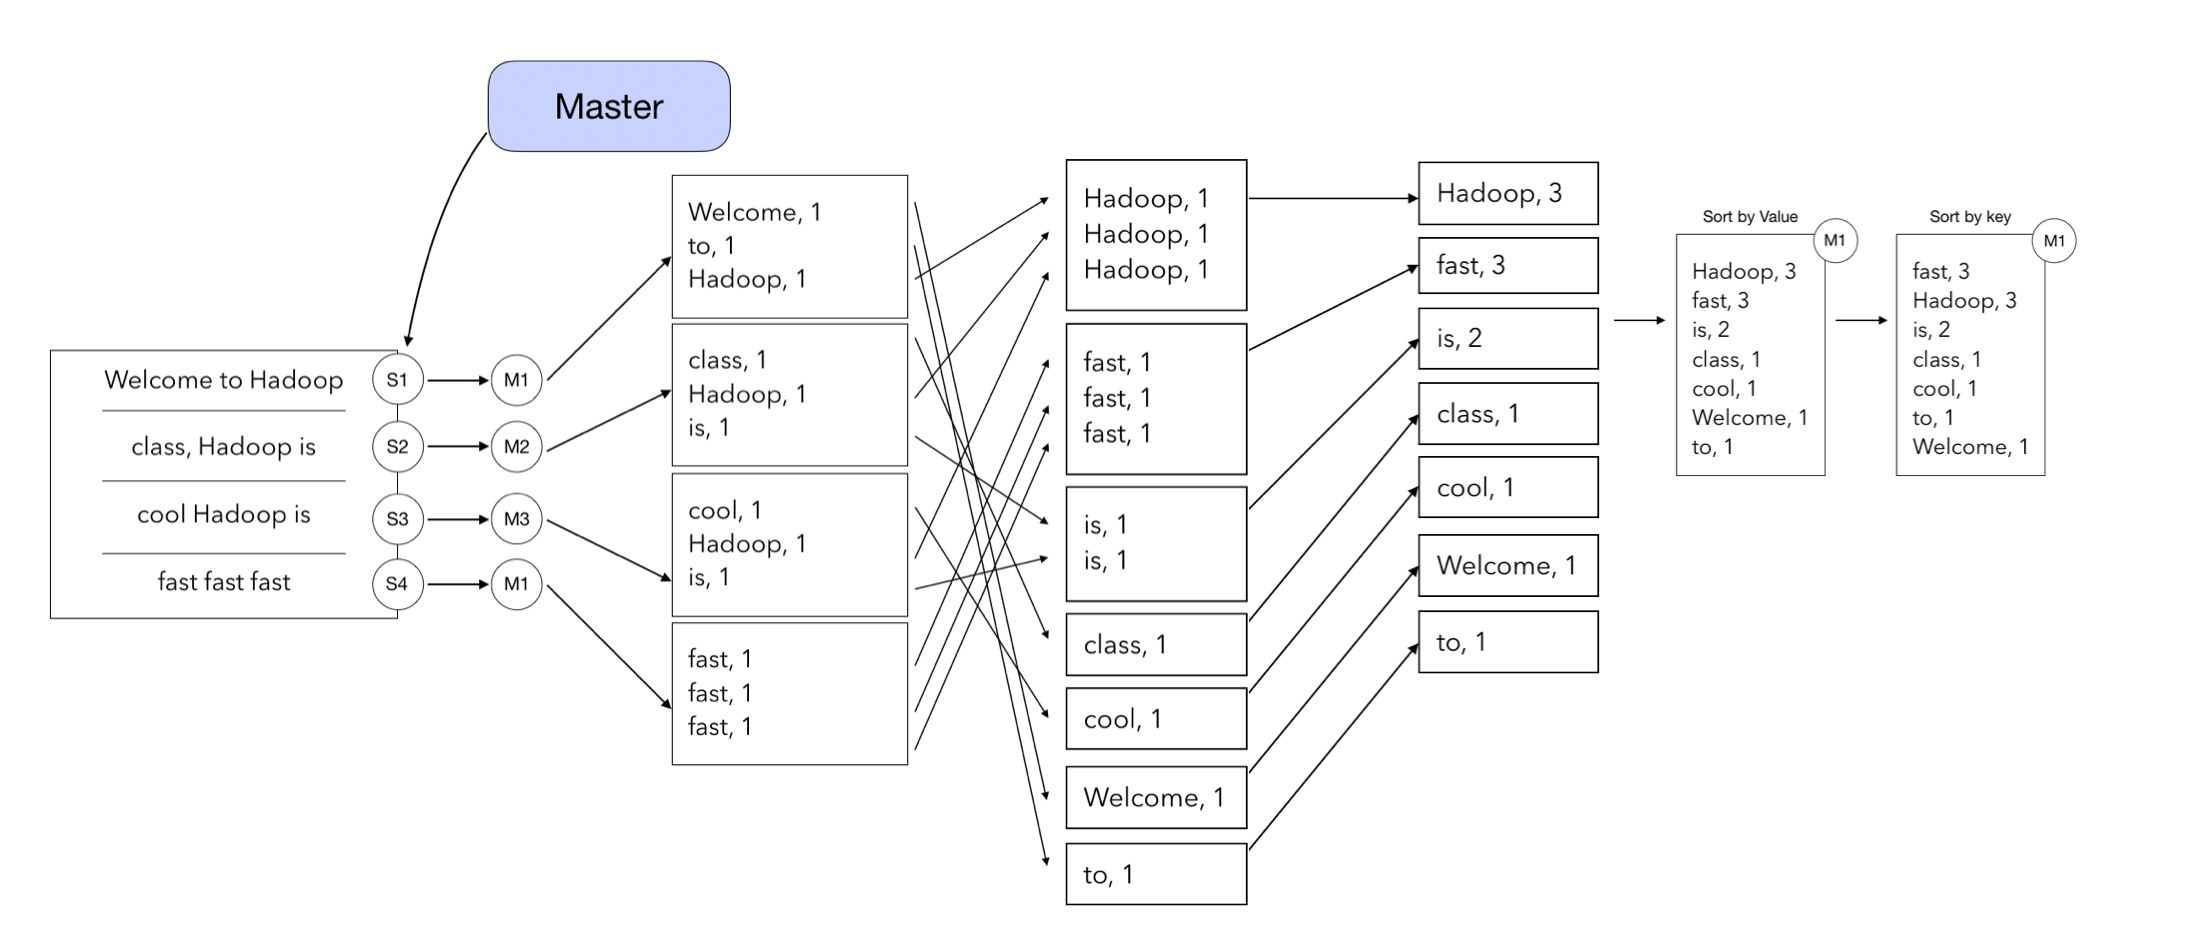 Master
Welcome to Hadoop
class, Hadoop is
cool Hadoop is
fast fast fast
S1
S2
S3
S4
M1
M2
M3
M1
Welcome, 1
to, 1
Hadoop, 1
class, 1
Hadoop, 1
is, 1
cool, 1
Hadoop, 1
is, 1
fast, 1
fast, 1
fast, 1
Hadoop, 1
Hadoop, 1
Hadoop, 1
fast, 1
fast, 1
fast, 1
is, 1
is, 1
class, 1
cool, 1
Welcome, 1
to, 1
Hadoop, 3
fast, 3
is, 2
class, 1
cool, 1
Welcome, 1
to, 1
Sort by Value
M1
Hadoop, 3
fast, 3
is, 2
class, 1
cool, 1
Welcome, 1
to, 1
Sort by key
M1
fast, 3
Hadoop, 3
is, 2
class, 1
cool, 1
to, 1
Welcome, 1